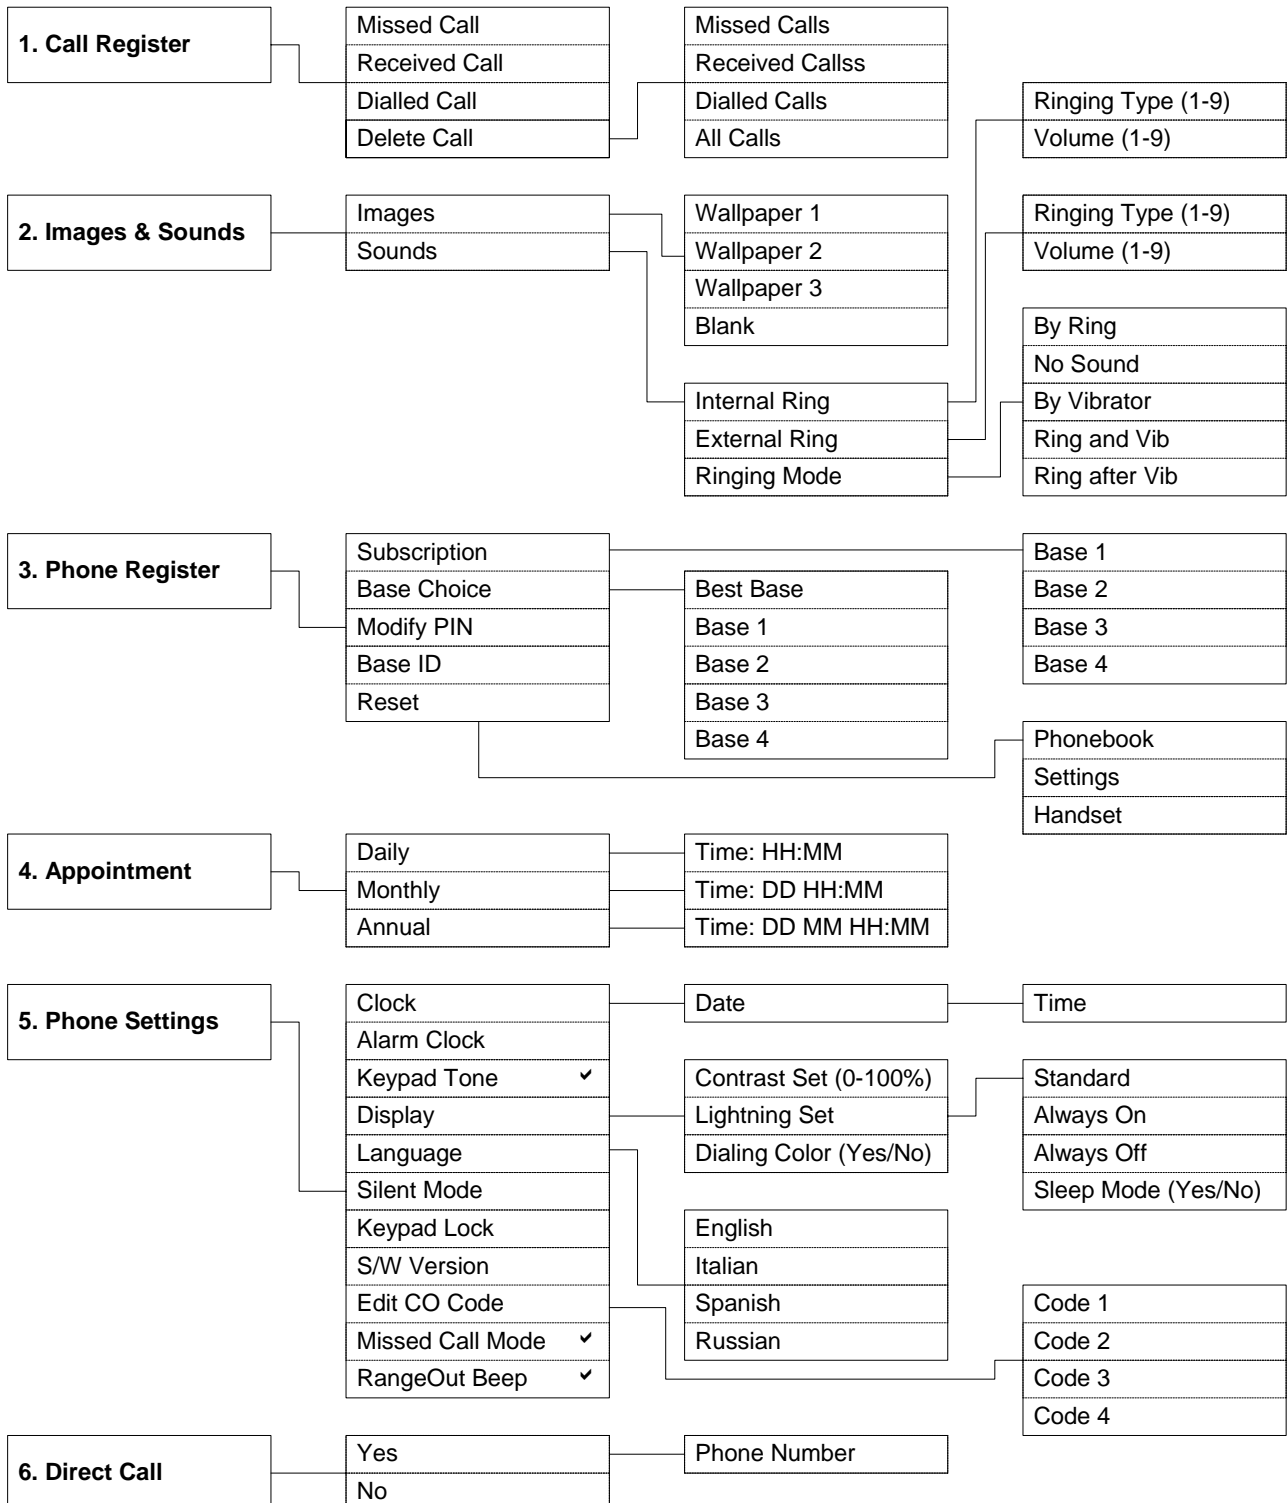 1. Call Register
Missed Call
Received Call
Dialled Call
Delete Call
Missed Calls
Received Callss
Dialled Calls
All Calls
Ringing Type (1-9)
Volume (1-9)
2. Images & Sounds
Images
Sounds
Wallpaper 1
Wallpaper 2
Wallpaper 3
Blank
Internal Ring
External Ring
Ringing Mode
Ringing Type (1-9)
Volume (1-9)
By Ring
No Sound
By Vibrator
Ring and Vib
Ring after Vib
3. Phone Register
Subscription
Base Choice
Modify PIN
Base ID
Reset
Best Base
Base 1
Base 2
Base 3
Base 4
Base 1
Base 2
Base 3
Base 4
Phonebook
Settings
Handset
4. Appointment
Daily
Monthly
Annual
Time: HH:MM
Time: DD HH:MM
Time: DD MM HH:MM
5. Phone Settings
Clock
Alarm Clock
Keypad Tone ✓
Display
Language
Silent Mode
Keypad Lock
S/W Version
Edit CO Code
Missed Call Mode ✓
RangeOut Beep ✓
Date
Time
Contrast Set (0-100%)
Lightning Set
Dialing Color (Yes/No)
Standard
Always On
Always Off
Sleep Mode (Yes/No)
English
Italian
Spanish
Russian
Code 1
Code 2
Code 3
Code 4
6. Direct Call
Yes
No
Phone Number